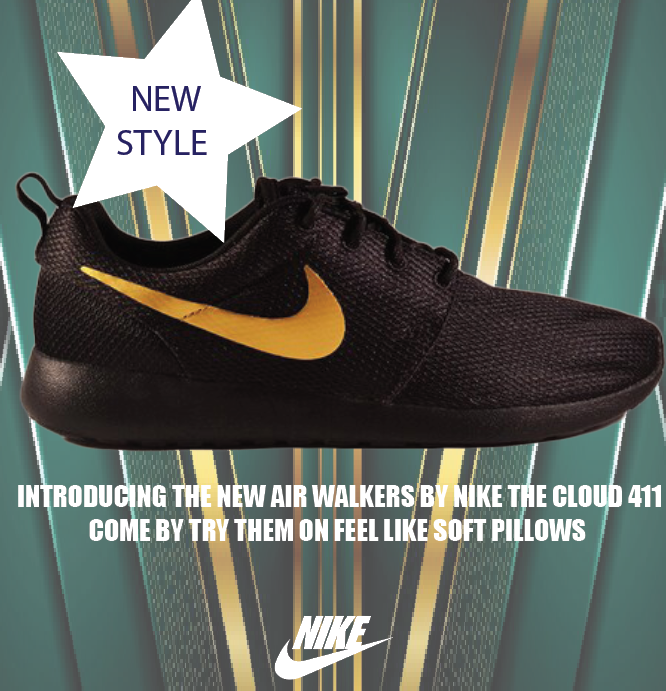 NEW
STYLE
INTRODUCING THE NEW AIR WALKERS BY NIKE THE CLOUD 411
COME BY TRY THEM ON FEEL LIKE SOFT PILLOWS
NIKE